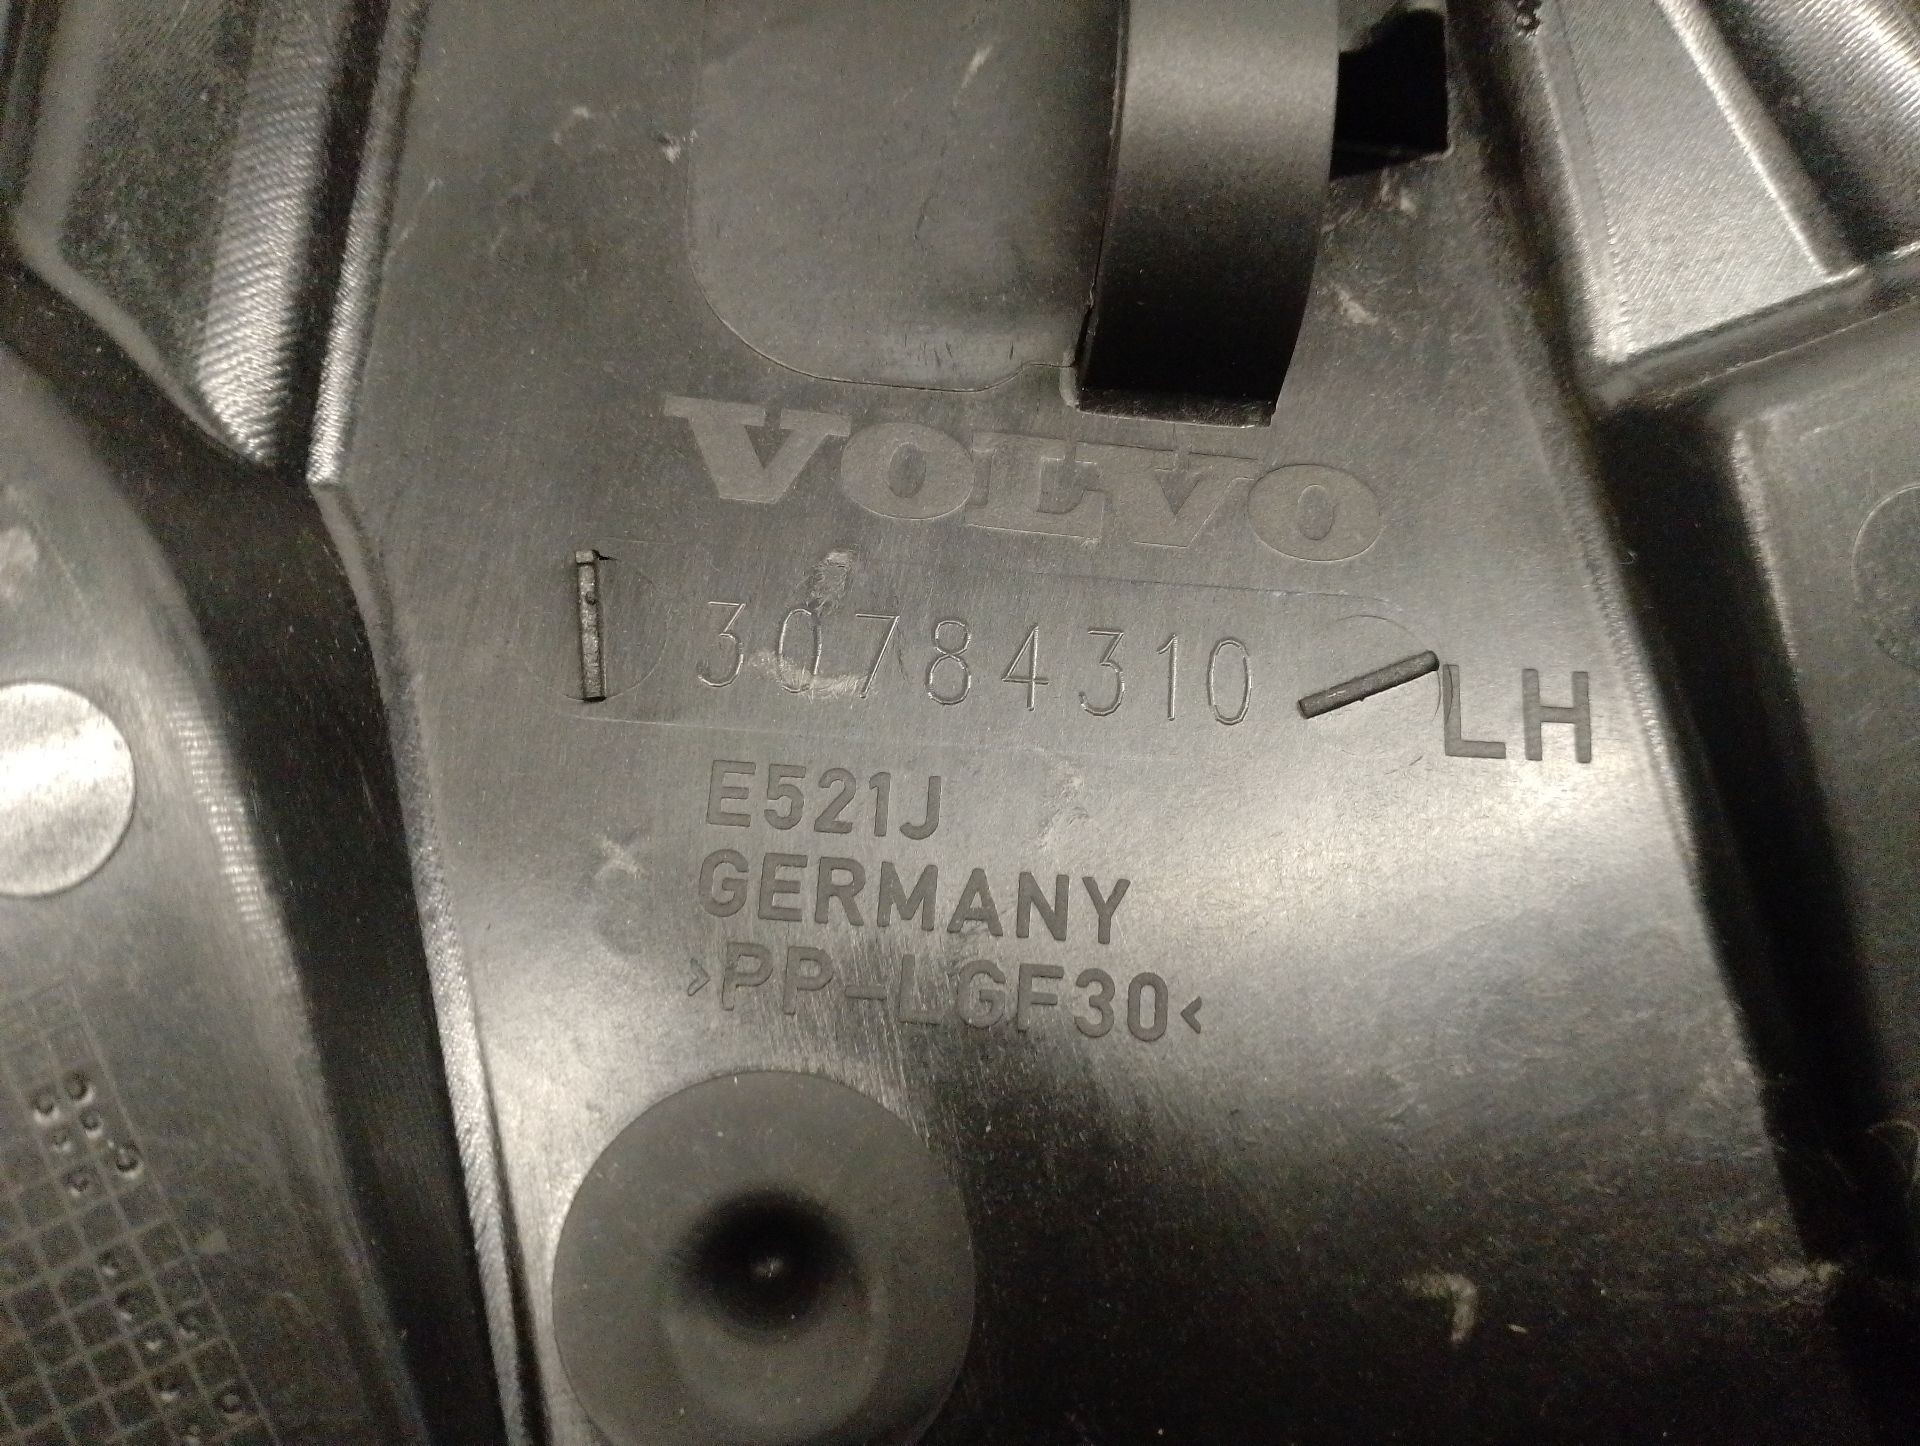 VOLVO
30784310 LH
E521J
GERMANY
>PP-LGF30<